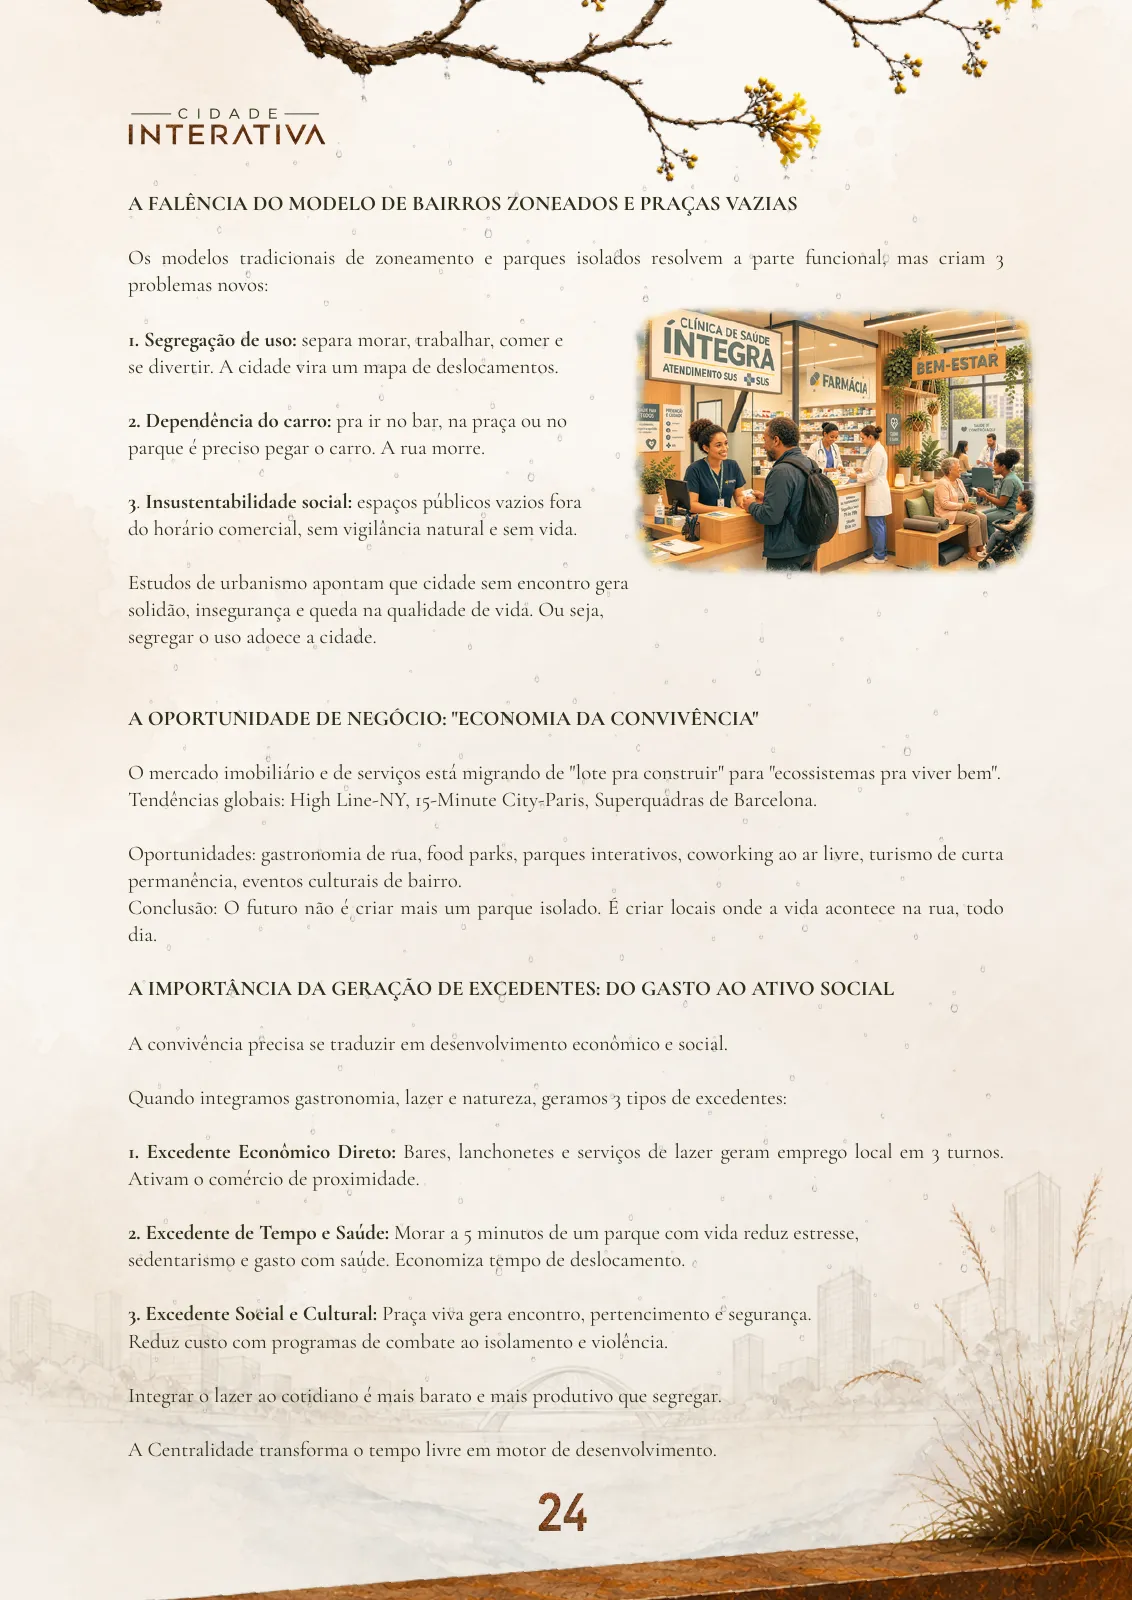 CIDADE
INTERATIVA
A FALÊNCIA DO MODELO DE BAIRROS ZONEADOS E PRAÇAS VAZIAS
Os modelos tradicionais de zoneamento e parques isolados resolvem a parte funcional, mas criam 3
problemas novos:
1. Segregação de uso: separa morar, trabalhar, comer e
se divertir. A cidade vira um mapa de deslocamentos.
2. Dependência do carro: pra ir no bar, na praça ou no
parque é preciso pegar o carro. A rua morre.
3. Insustentabilidade social: espaços públicos vazios fora
do horário comercial, sem vigilância natural e sem vida.
CLÍNICA DE SAÚDE
ÍNTEGRA
ATENDIMENTO SUS SUS
FARMÁCIA
BEM-ESTAR
Estudos de urbanismo apontam que cidade sem encontro gera
solidão, insegurança e queda na qualidade de vida. Ou seja,
segregar o uso adoece a cidade.
A OPORTUNIDADE DE NEGÓCIO: "ECONOMIA DA CONVIVÊNCIA"
O mercado imobiliário e de serviços está migrando de "lote pra construir" para "ecossistemas pra viver bem".
Tendências globais: High Line-NY, 15-Minute City-Paris, Superquadras de Barcelona.
Oportunidades: gastronomia de rua, food parks, parques interativos, coworking ao ar livre, turismo de curta
permanência, eventos culturais de bairro.
Conclusão: O futuro não é criar mais um parque isolado. É criar locais onde a vida acontece na rua, todo
dia.
A IMPORTÂNCIA DA GERAÇÃO DE EXCEDENTES: DO GASTO AO ATIVO SOCIAL
A convivência precisa se traduzir em desenvolvimento econômico e social.
Quando integramos gastronomia, lazer e natureza, geramos 3 tipos de excedentes:
1. Excedente Econômico Direto: Bares, lanchonetes e serviços de lazer geram emprego local em 3 turnos.
Ativam o comércio de proximidade.
2. Excedente de Tempo e Saúde: Morar a 5 minutos de um parque com vida reduz estresse,
sedentarismo e gasto com saúde. Economiza tempo de deslocamento.
3. Excedente Social e Cultural: Praça viva gera encontro, pertencimento e segurança.
Reduz custo com programas de combate ao isolamento e violência.
Integrar o lazer ao cotidiano é mais barato e mais produtivo que segregar.
A Centralidade transforma o tempo livre em motor de desenvolvimento.
24